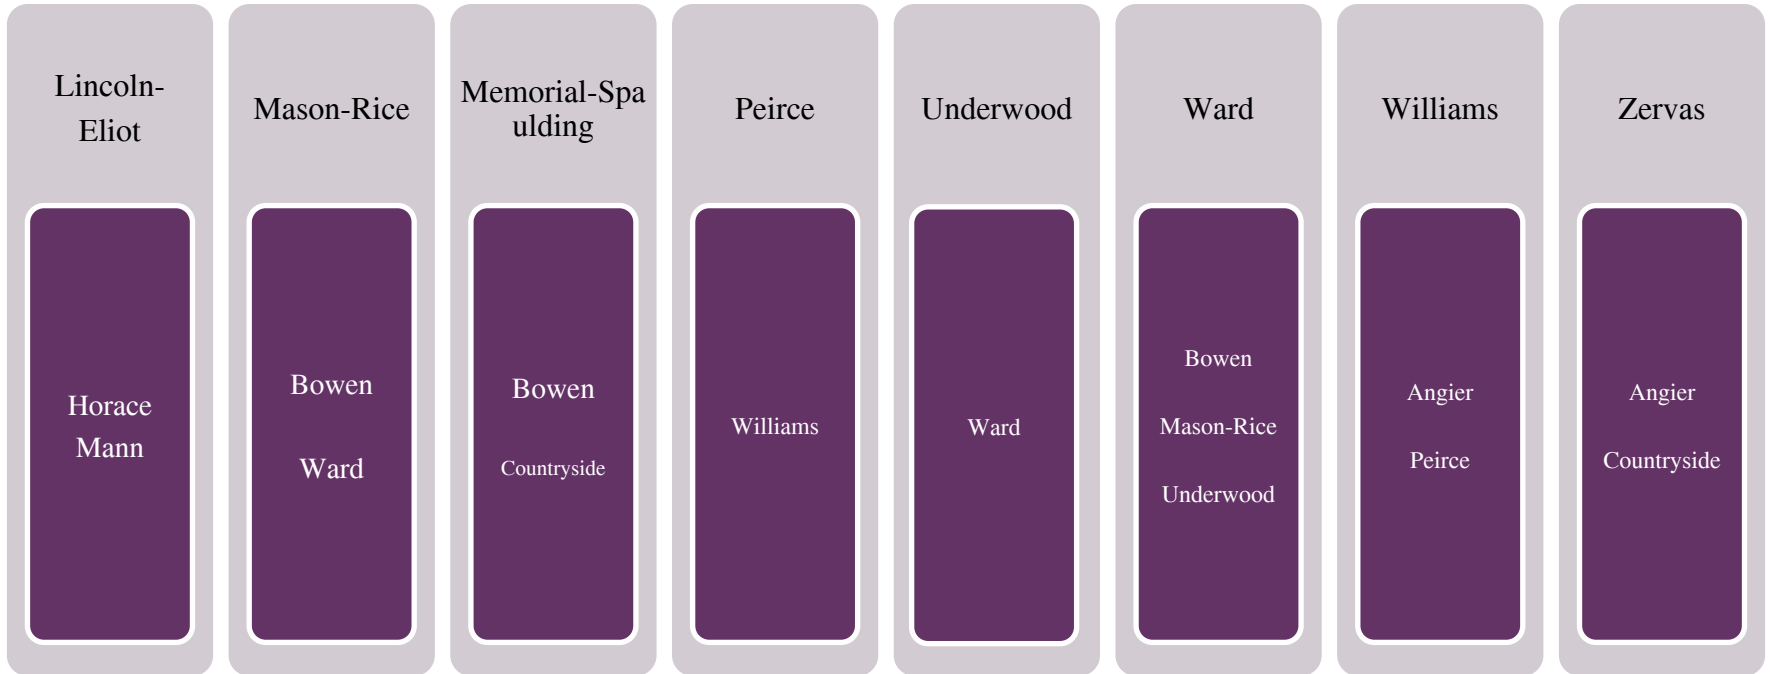 Lincoln-
Eliot
Mason-Rice
Memorial-Spa
ulding
Peirce
Underwood
Ward
Williams
Zervas
Horace
Mann
Bowen
Ward
Bowen
Countryside
Williams
Ward
Bowen
Mason-Rice
Underwood
Angier
Peirce
Angier
Countryside